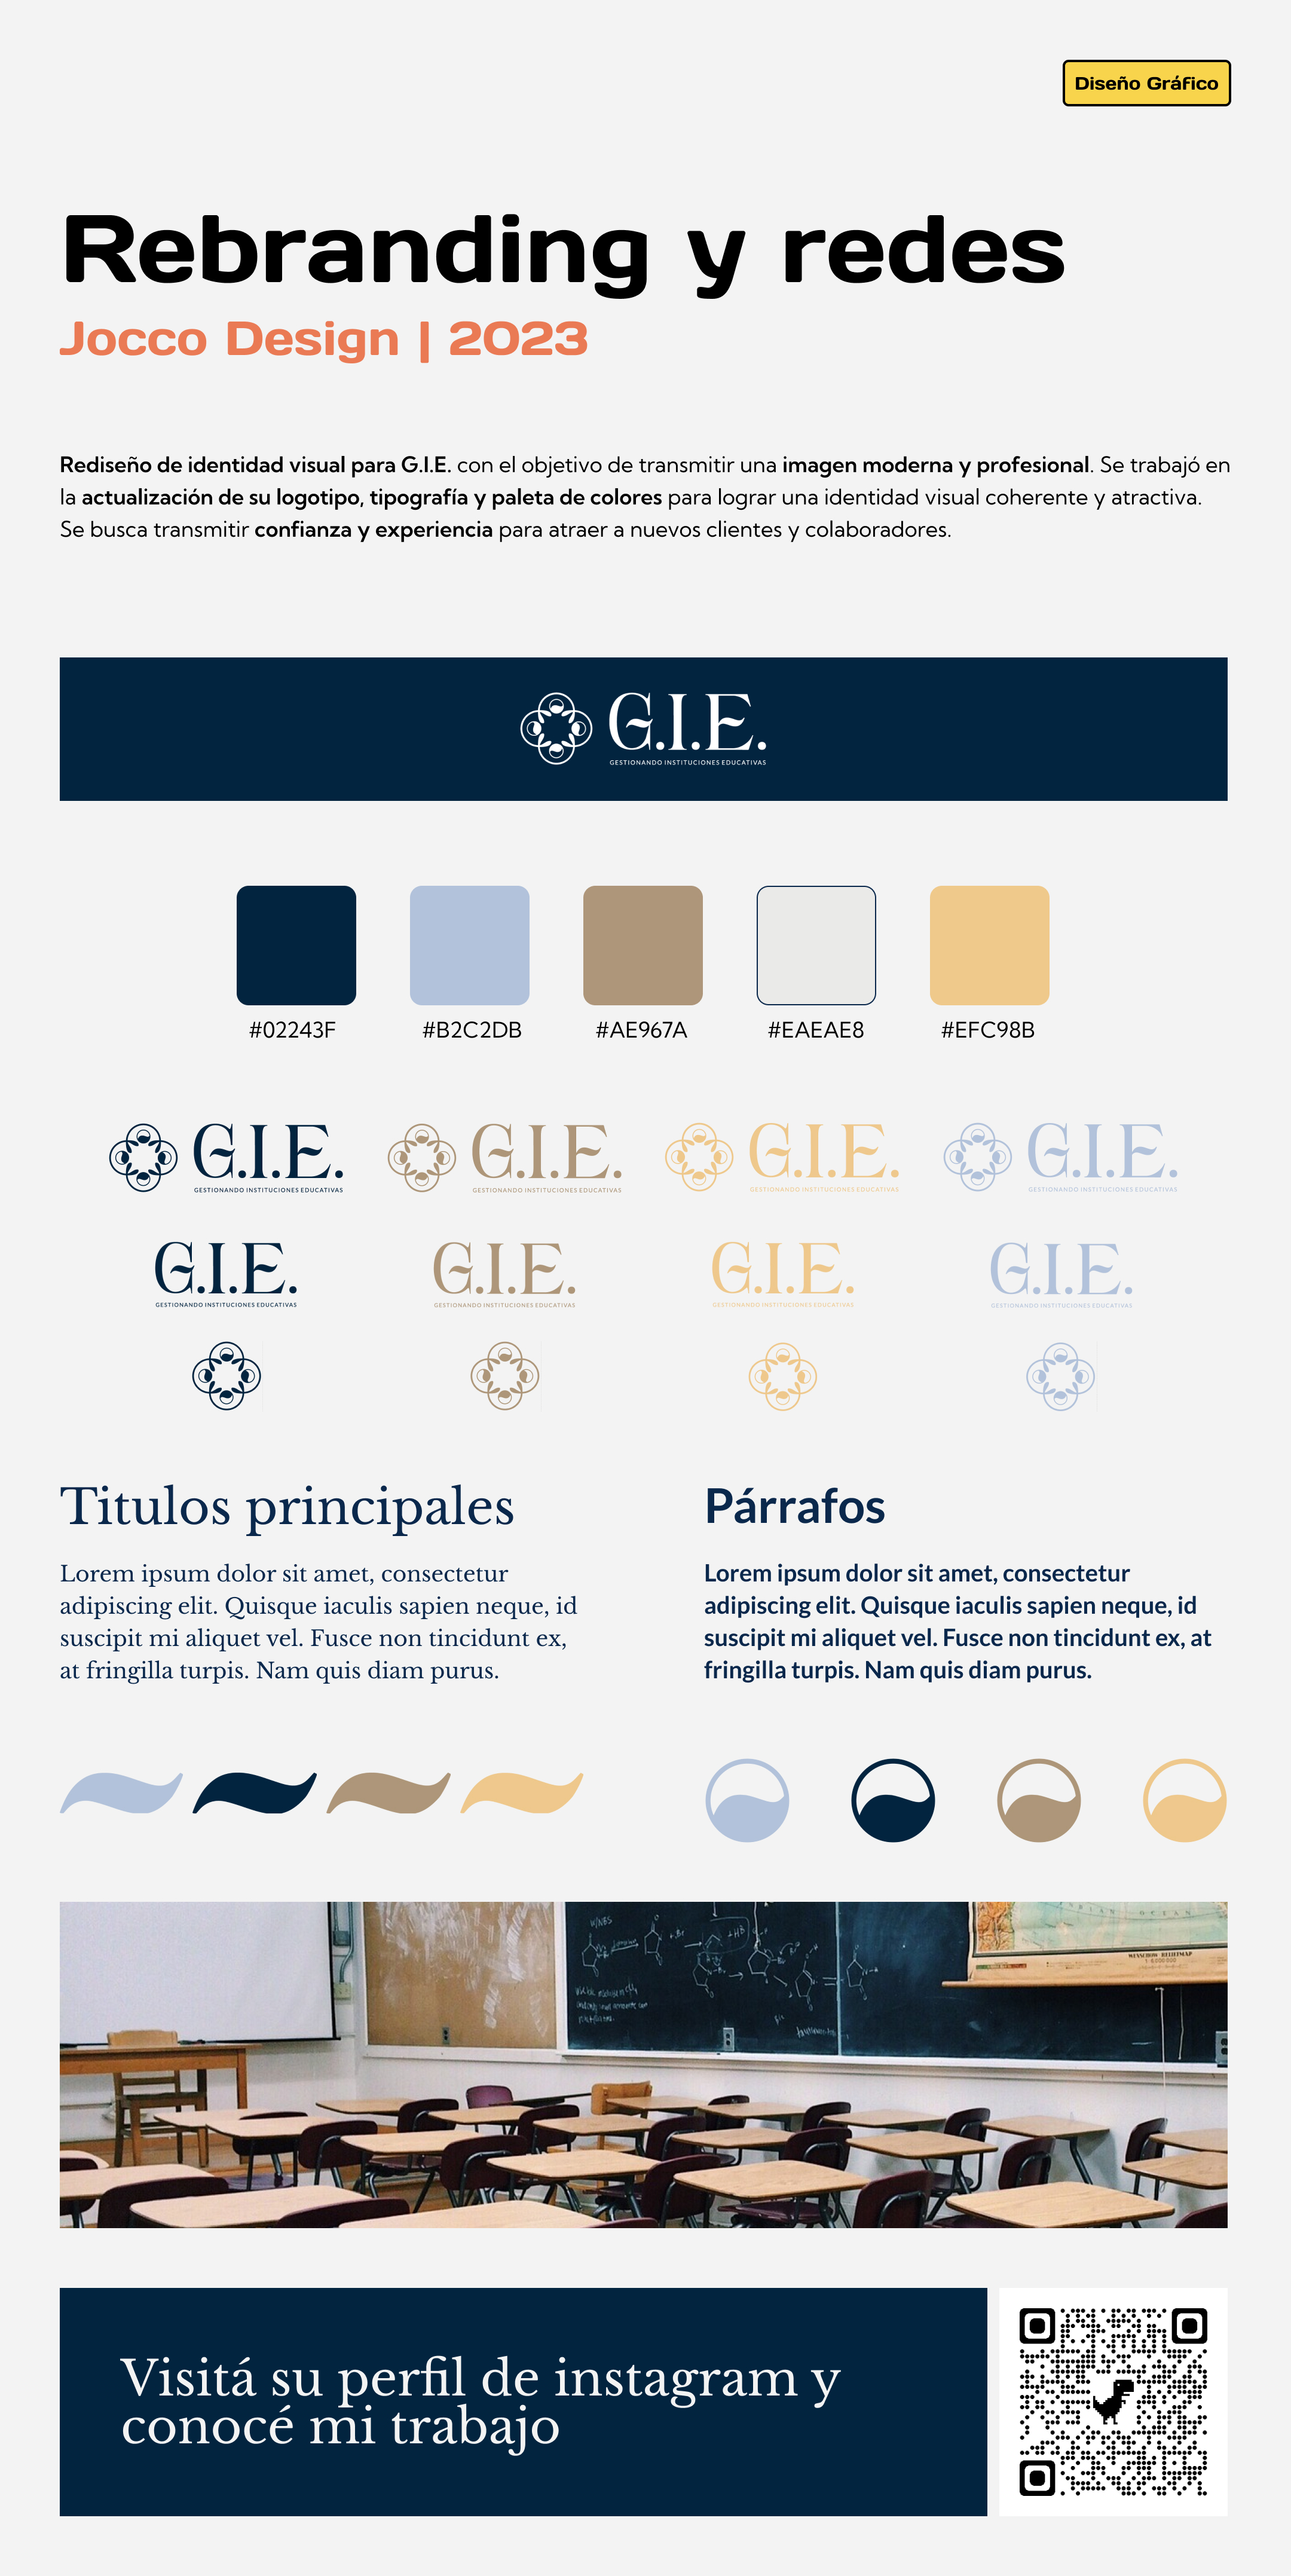 Diseño Gráfico
Rebranding y redes
Jocco Design | 2023
Rediseño de identidad visual para G.I.E. con el objetivo de transmitir una imagen moderna y profesional. Se trabajó en
la actualización de su logotipo, tipografía y paleta de colores para lograr una identidad visual coherente y atractiva.
Se busca transmitir confianza y experiencia para atraer a nuevos clientes y colaboradores.
G.I.E.
GESTIONANDO INSTITUCIONES EDUCATIVAS
#02243F #B2C2DB #AE967A #EAEAE8 #EFC98B
G.I.E. G.I.E. G.I.E. G.I.E.
GESTIONANDO INSTITUCIONES EDUCATIVAS GESTIONANDO INSTITUCIONES EDUCATIVAS GESTIONANDO INSTITUCIONES EDUCATIVAS GESTIONANDO INSTITUCIONES EDUCATIVAS
G.I.E. G.I.E. G.I.E. G.I.E.
GESTIONANDO INSTITUCIONES EDUCATIVAS GESTIONANDO INSTITUCIONES EDUCATIVAS GESTIONANDO INSTITUCIONES EDUCATIVAS GESTIONANDO INSTITUCIONES EDUCATIVAS
Titulos principales
Lorem ipsum dolor sit amet, consectetur
adipiscing elit. Quisque iaculis sapien neque, id
suscipit mi aliquet vel. Fusce non tincidunt ex,
at fringilla turpis. Nam quis diam purus.
Párrafos
Lorem ipsum dolor sit amet, consectetur
adipiscing elit. Quisque iaculis sapien neque, id
suscipit mi aliquet vel. Fusce non tincidunt ex, at
fringilla turpis. Nam quis diam purus.
OCEAN
Visitá su perfil de instagram y
conocé mi trabajo